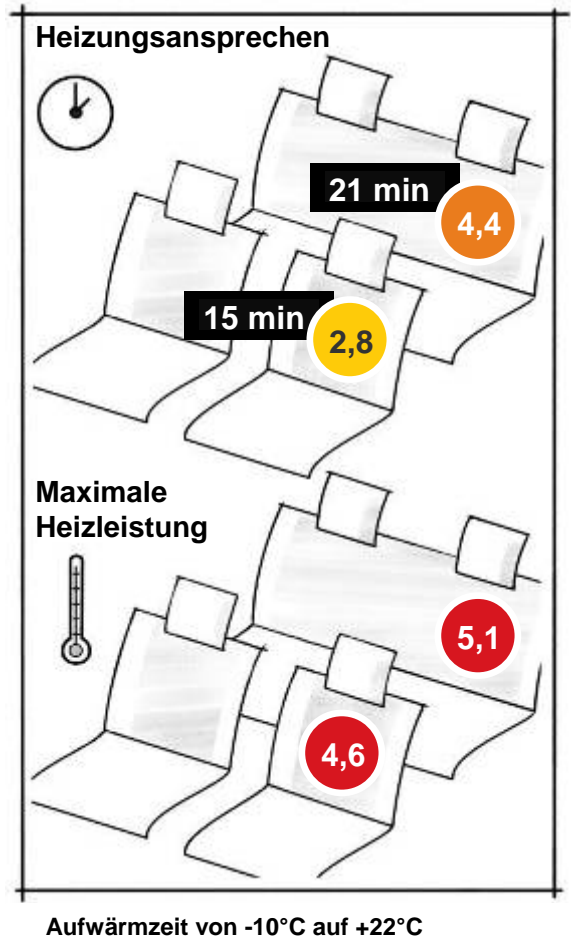 Heizungsansprechen
21 min
4,4
15 min
2,8
Maximale
Heizleistung
5,1
4,6
Aufwärmzeit von -10°C auf +22°C